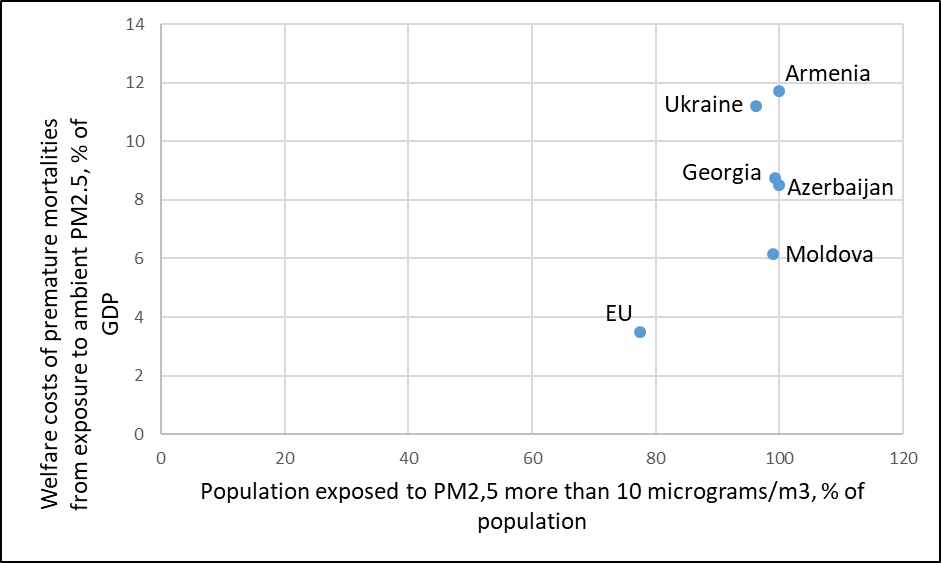 Welfare costs of premature mortalities
from exposure to ambient PM2.5, % of
GDP
14
12
10
8
6
4
2
0
Armenia
Ukraine
Georgia
Azerbaijan
Moldova
EU
0 20 40 60 80 100 120
Population exposed to PM2,5 more than 10 micrograms/m3, % of
population